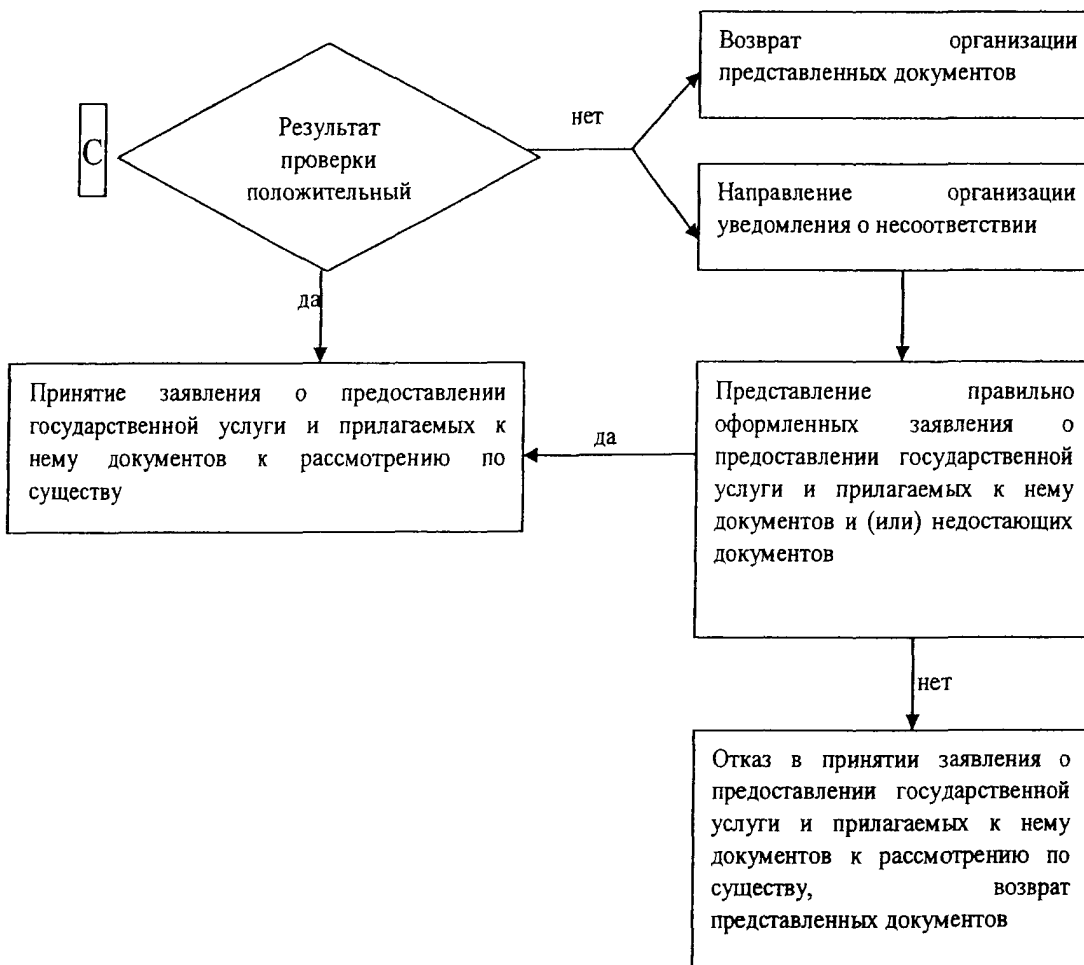 С
Результат
проверки
положительный
нет
Возврат организации
представленных документов
Направление организации
уведомления о несоответствии
да
Принятие заявления о предоставлении
государственной услуги и прилагаемых к
нему документов к рассмотрению по
существу
да
Представление правильно
оформленных заявления о
предоставлении государственной
услуги и прилагаемых к нему
документов и (или) недостающих
документов
нет
Отказ в принятии заявления о
предоставлении государственной
услуги и прилагаемых к нему
документов к рассмотрению по
существу, возврат
представленных документов